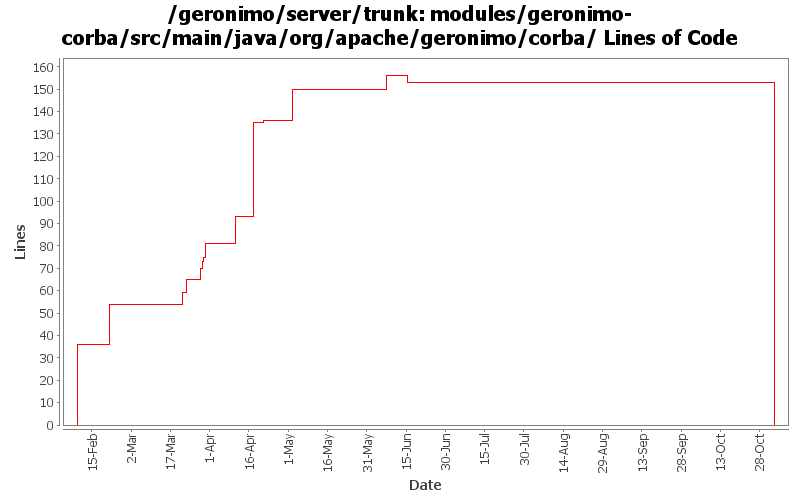 /geronimo/server/trunk: modules/geronimo-
corba/src/main/java/org/apache/geronimo/corba/ Lines of Code
160
150
140
130
120
110
100
90
80
70
60
50
40
30
20
10
0
Lines
15-Feb
2-Mar
17-Mar
1-Apr
16-Apr
1-May
16-May
31-May
15-Jun
30-Jun
15-Jul
30-Jul
14-Aug
29-Aug
13-Sep
28-Sep
13-Oct
28-Oct
Date